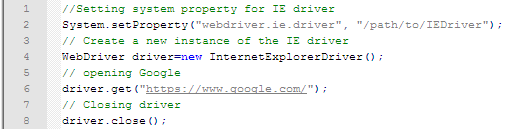 1 //Setting system property for IE driver
2 System.setProperty("webdriver.ie.driver", "/path/to/IEDriver");
3 // Create a new instance of the IE driver
4 WebDriver driver=new InternetExplorerDriver();
5 // opening Google
6 driver.get("https://www.google.com/");
7 // Closing driver
8 driver.close();